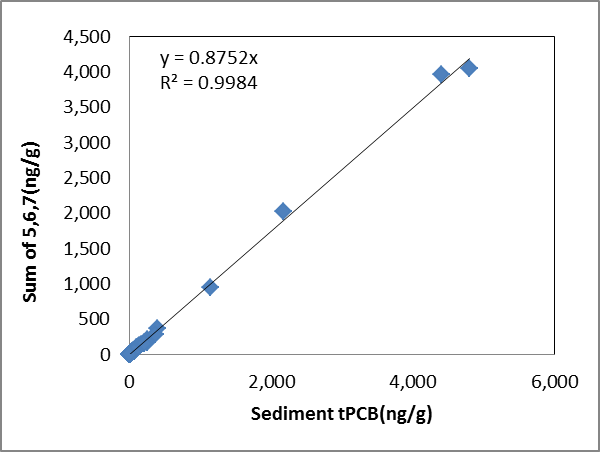 4,500
4,000
3,500
3,000
2,500
2,000
1,500
1,000
500
0
y = 0.8752x
R² = 0.9984
Sum of 5,6,7(ng/g)
0 2,000 4,000 6,000
Sediment tPCB(ng/g)